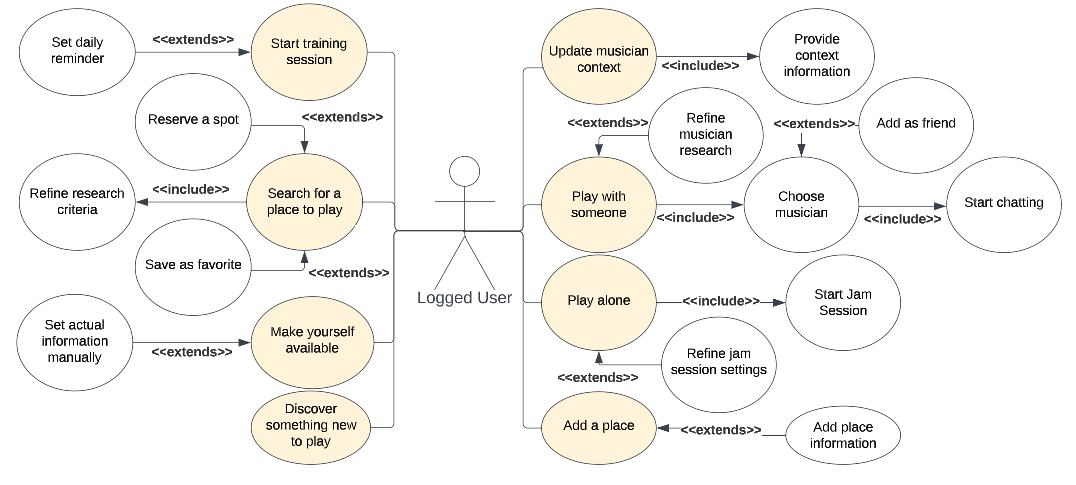 Set daily
reminder
<<extends>>
Start training
session
Reserve a spot
<<extends>>
Refine research
criteria
<<include>>
Search for a
place to play
Save as favorite
<<extends>>
Set actual
information
manually
<<extends>>
Make yourself
available
Discover
something new
to play
Logged User
Update musician
context
<<include>>
Provide
context
information
<<extends>>
Refine
musician
research
<<extends>>
Add as friend
Play with
someone
<<include>>
Choose
musician
<<include>>
Start chatting
Play alone
<<include>>
Start Jam
Session
<<extends>>
Refine jam
session settings
Add a place
<<extends>>
Add place
information